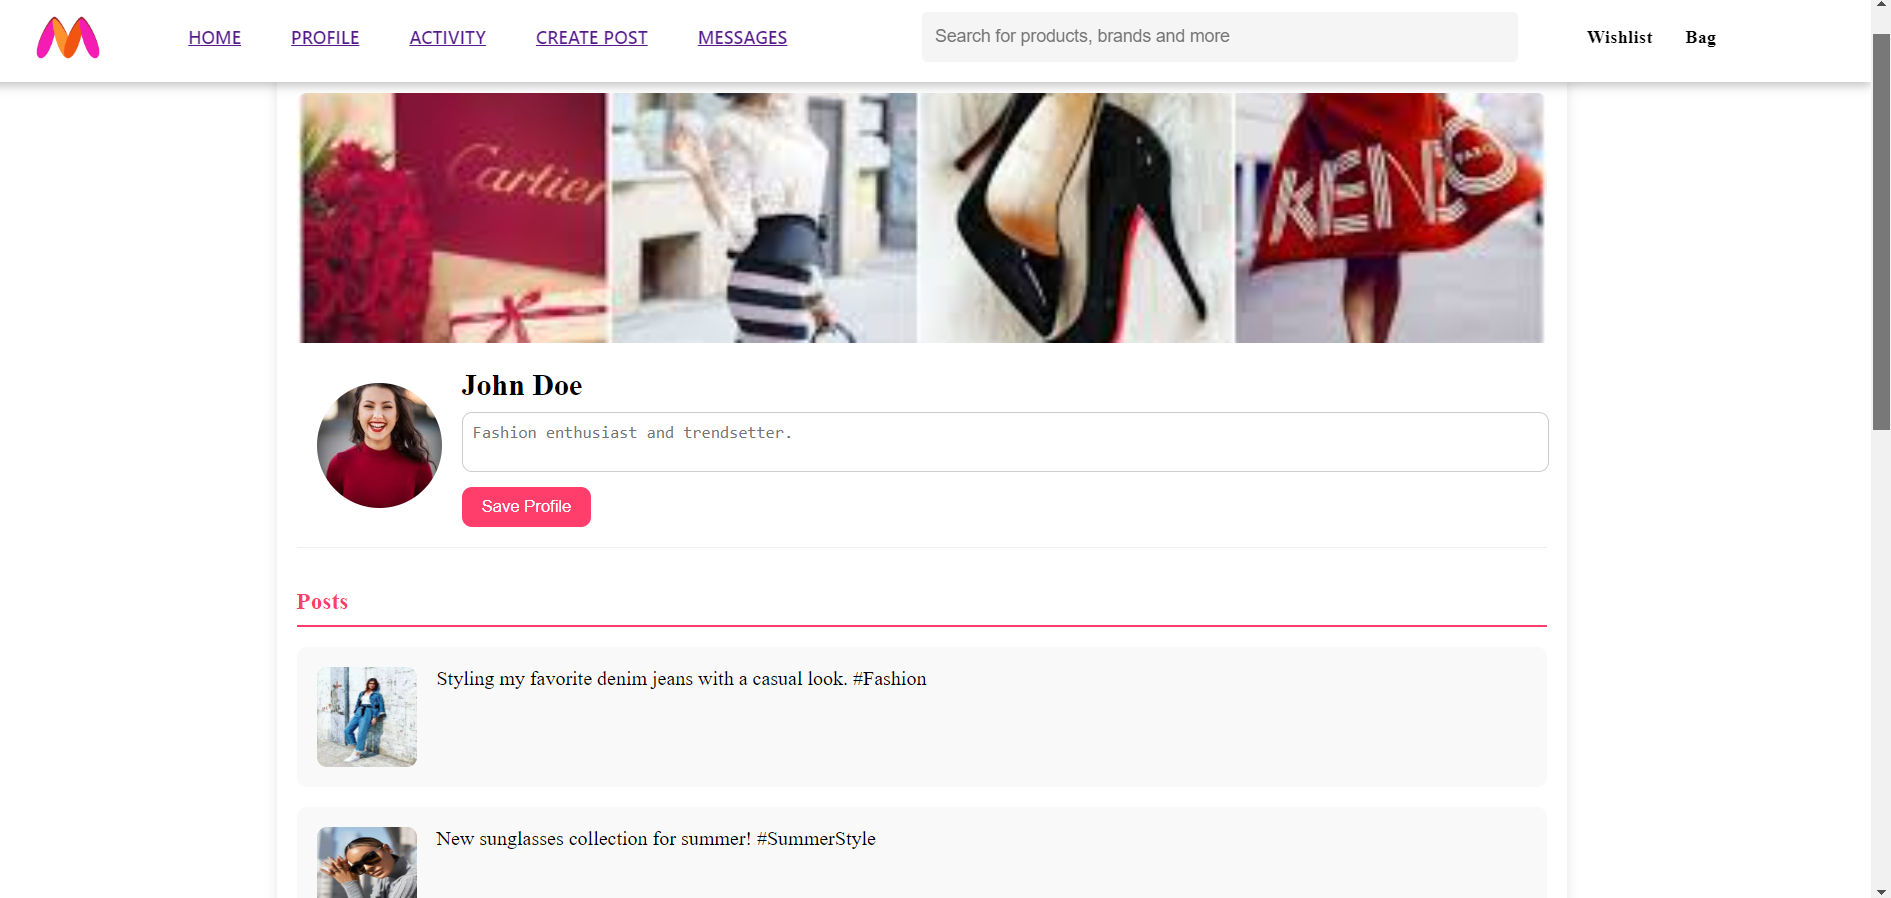 HOME PROFILE ACTIVITY CREATE POST MESSAGES Search for products, brands and more Wishlist Bag
Cartier
KENZO
John Doe
Fashion enthusiast and trendsetter.
Save Profile
Posts
Styling my favorite denim jeans with a casual look. #Fashion
New sunglasses collection for summer! #SummerStyle